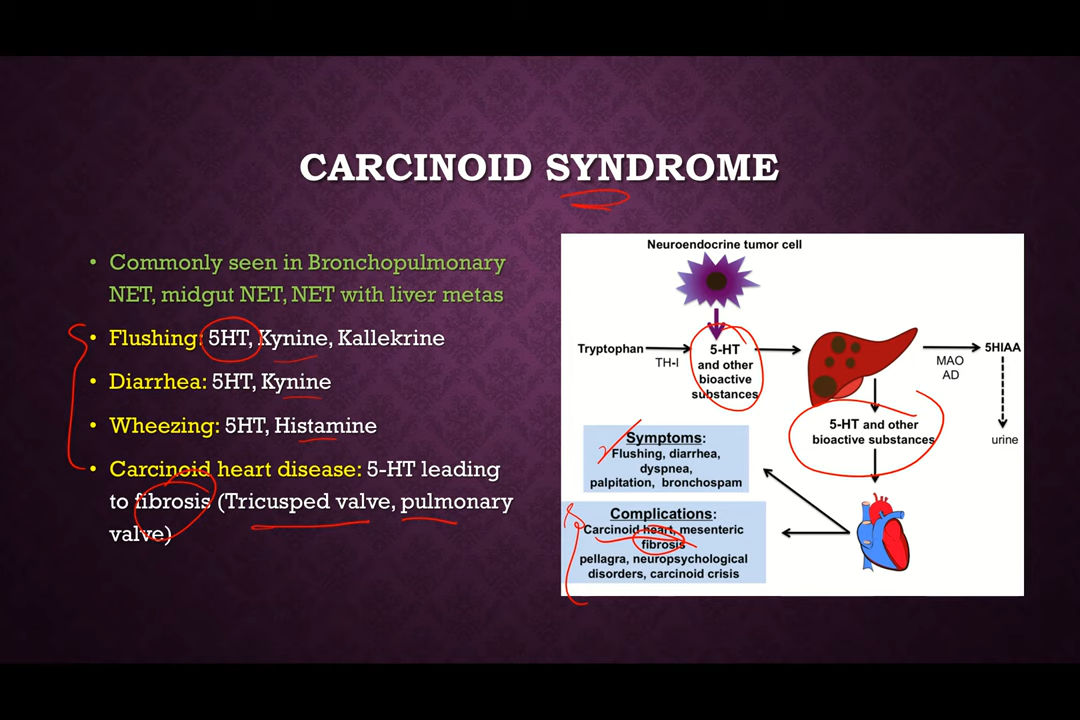 CARCINOID SYNDROME
• Commonly seen in Bronchopulmonary
NET, midgut NET, NET with liver metas
• Flushing: 5HT, Kynine, Kallekrine
• Diarrhea: 5HT, Kynine
• Wheezing: 5HT, Histamine
• Carcinoid heart disease: 5-HT leading
to fibrosis (Tricusped valve, pulmonary
valve)
Neuroendocrine tumor cell
Tryptophan
TH-I
5-HT
and other
bioactive
substances
MAO
AD
5HIAA
urine
5-HT and other
bioactive substances
Symptoms:
Flushing, diarrhea,
dyspnea,
palpitation, bronchospam
Complications:
Carcinoid heart, mesenteric
fibrosis
pellagra, neuropsychological
disorders, carcinoid crisis